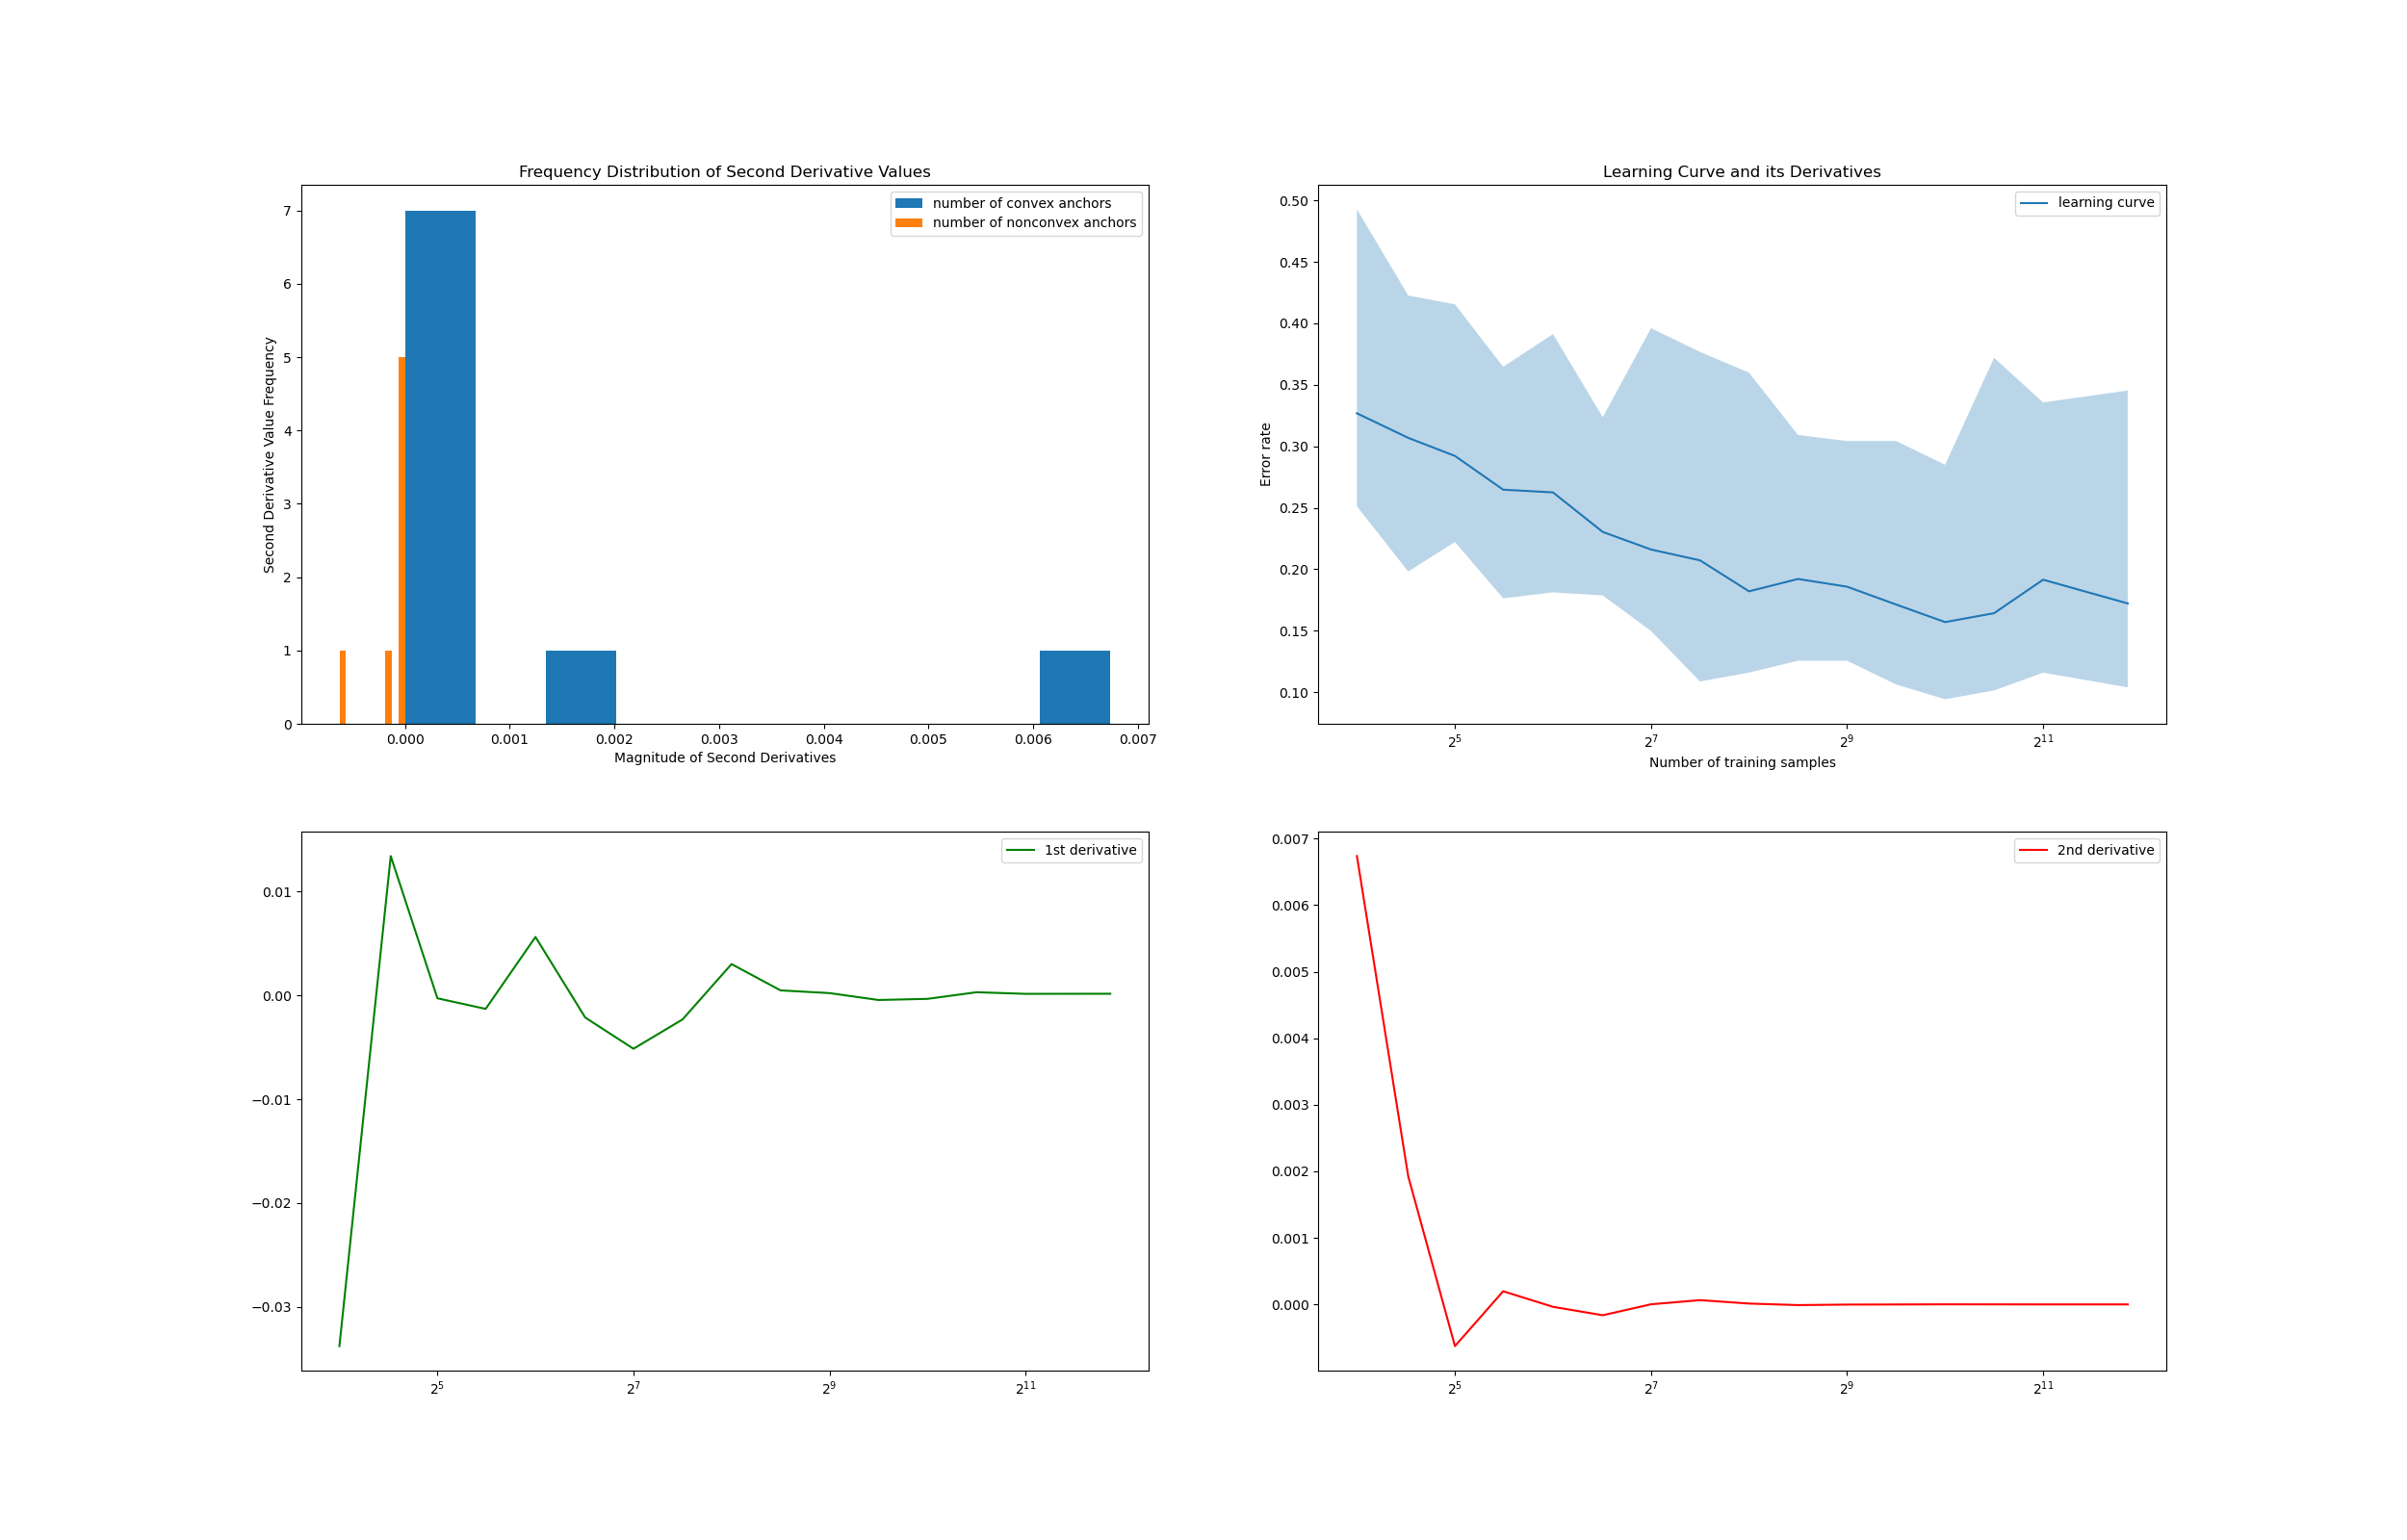 Frequency Distribution of Second Derivative Values
number of convex anchors
number of nonconvex anchors
Second Derivative Value Frequency
7
6
5
4
3
2
1
0
0.000 0.001 0.002 0.003 0.004 0.005 0.006 0.007
Magnitude of Second Derivatives
Learning Curve and its Derivatives
learning curve
Error rate
0.50
0.45
0.40
0.35
0.30
0.25
0.20
0.15
0.10
2^5 2^7 2^9 2^11
Number of training samples
1st derivative
0.01
0.00
−0.01
−0.02
−0.03
2^5 2^7 2^9 2^11
2nd derivative
0.007
0.006
0.005
0.004
0.003
0.002
0.001
0.000
2^5 2^7 2^9 2^11